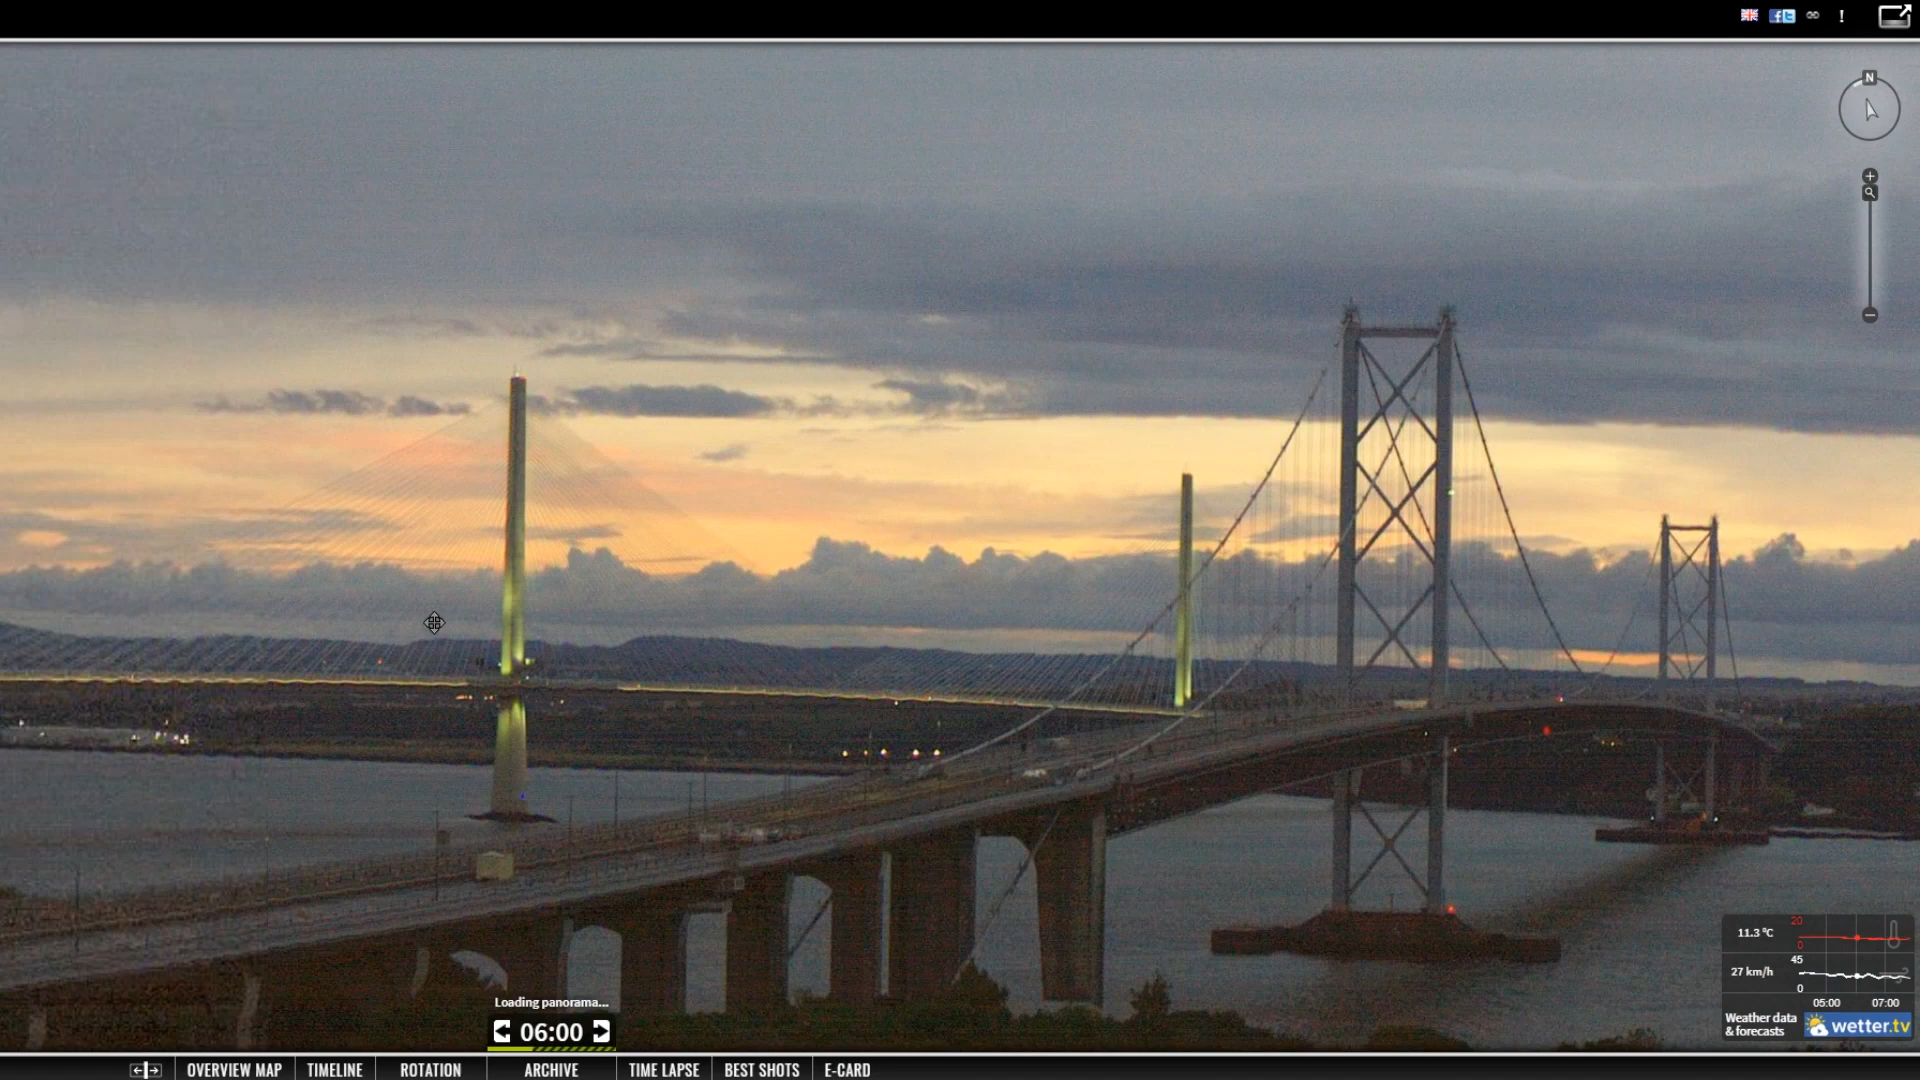 !
N
11.3 °C
20
0
27 km/h
45
0
05:00 07:00
Weather data
& forecasts
wetter.tv
Loading panorama...
06:00
OVERVIEW MAP TIMELINE ROTATION ARCHIVE TIME LAPSE BEST SHOTS E-CARD